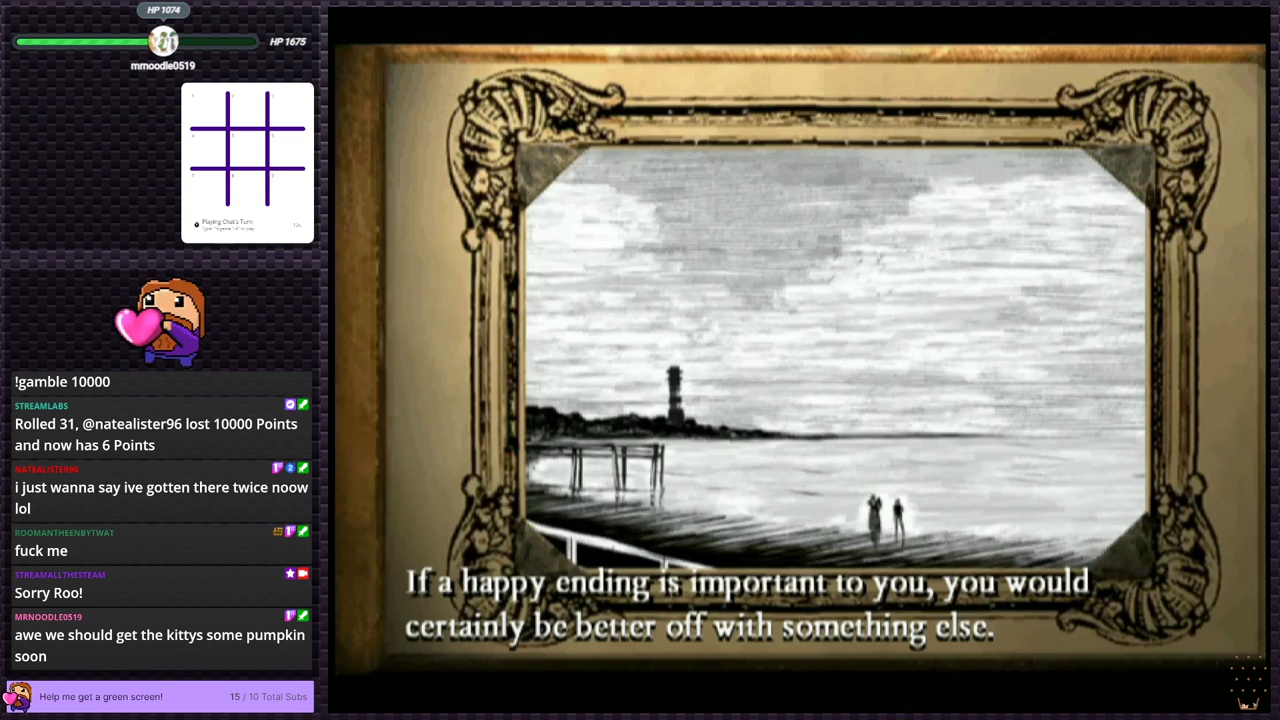 HP 1074
HP 1675
mmoodle0519
Playing Chat's Turn
!gamble 10000
STREAMLABS
Rolled 31, @natealister96 lost 10000 Points
and now has 6 Points
NATEALISTER96
i just wanna say ive gotten there twice noow
lol
ROOMANTHEENBYTWAT
fuck me
STREAMALLTHESTEAM
Sorry Roo!
MRNOODLE0519
awe we should get the kittys some pumpkin
soon
Help me get a green screen!
15 / 10 Total Subs
If a happy ending is important to you, you would
certainly be better off with something else.